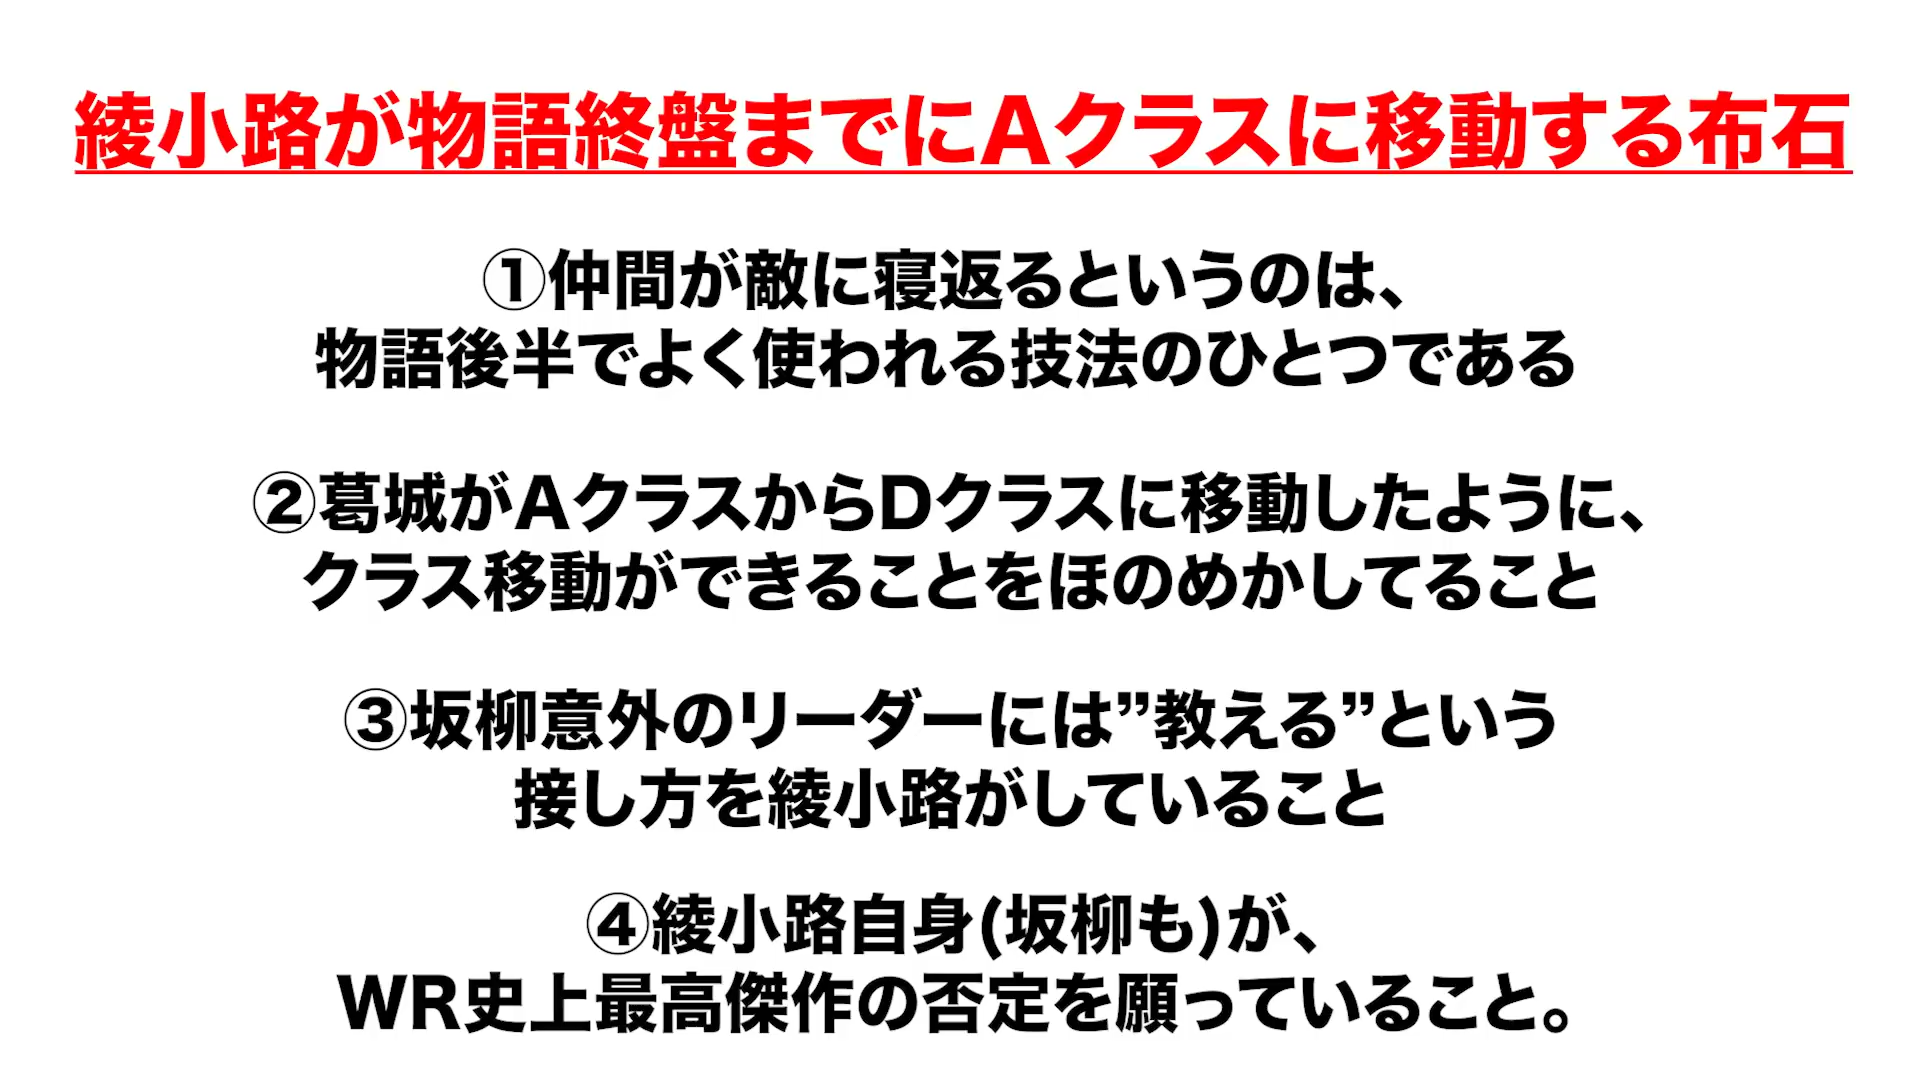 綾小路が物語終盤までにAクラスに移動する布石
①仲間が敵に寝返るというのは、
物語後半でよく使われる技法のひとつである
②葛城がAクラスからDクラスに移動したように、
クラス移動ができることをほのめかしてること
③坂柳意外のリーダーには”教える”という
接し方を綾小路がしていること
④綾小路自身(坂柳も)が、
WR史上最高傑作の否定を願っていること。